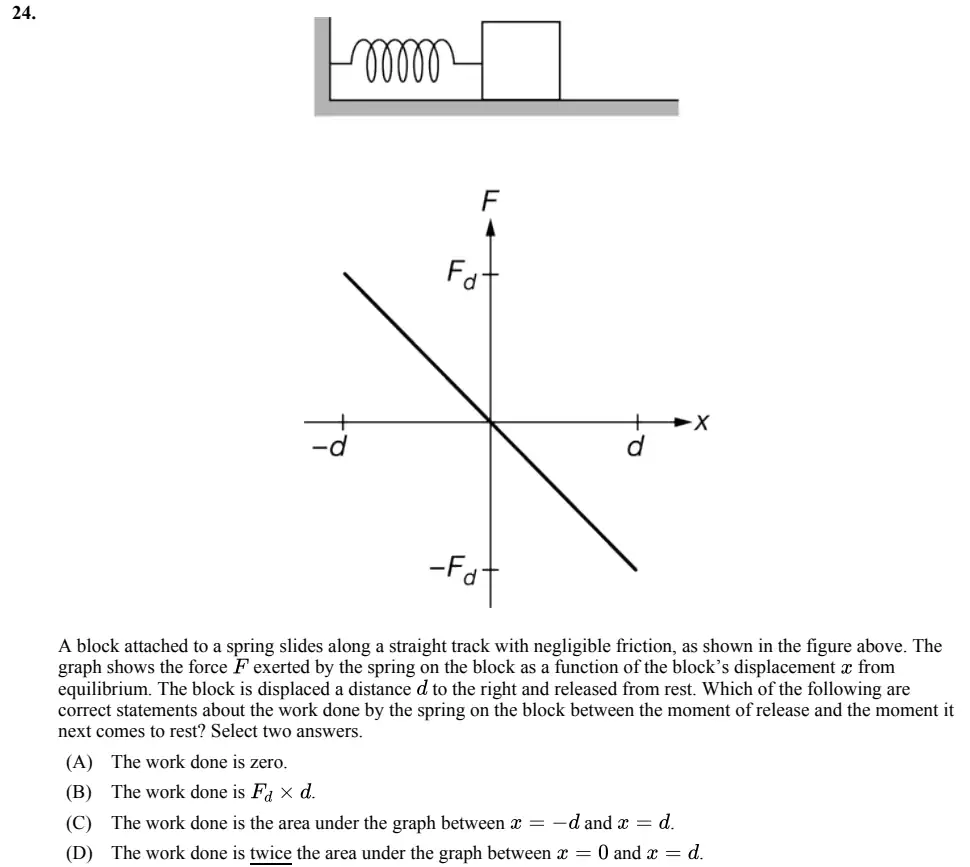 24.
F
F_d
x
-d
d
-F_d
A block attached to a spring slides along a straight track with negligible friction, as shown in the figure above. The
graph shows the force F exerted by the spring on the block as a function of the block's displacement x from
equilibrium. The block is displaced a distance d to the right and released from rest. Which of the following are
correct statements about the work done by the spring on the block between the moment of release and the moment it
next comes to rest? Select two answers.
(A) The work done is zero.
(B) The work done is F_d × d.
(C) The work done is the area under the graph between x = −d and x = d.
(D) The work done is twice the area under the graph between x = 0 and x = d.